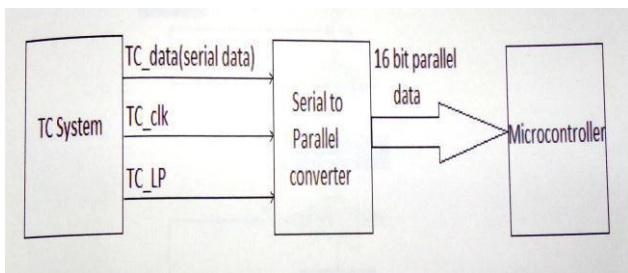 TC System
TC_data(serial data)
TC_clk
TC_LP
Serial to
Parallel
converter
16 bit parallel
data
Microcontroller